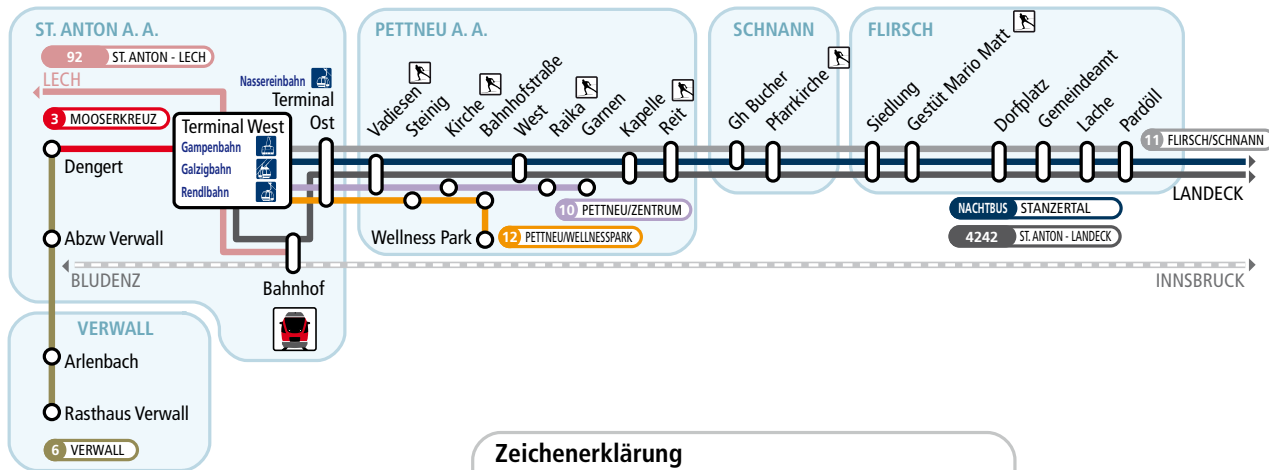 ST. ANTON A. A.
92 ST. ANTON - LECH
LECH
Nassereinbahn
Terminal
Ost
3 MOOSERKREUZ
Terminal West
Gampenbahn
Galzigbahn
Rendlbahn
Dengert
Abzw Verwall
BLUDENZ
Bahnhof
VERWALL
Arlenbach
Rasthaus Verwall
6 VERWALL
PETTNEU A. A.
Vadiesen
Steinig
Kirche
Bahnhofstraße
West
Raika
Garnen
Kapelle
Reit
10 PETTNEU/ZENTRUM
Wellness Park
12 PETTNEU/WELLNESSPARK
SCHNANN
Gh Bucher
Pfarrkirche
FLIRSCH
Siedlung
Gestüt Mario Matt
Dorfplatz
Gemeindeamt
Lache
Pardöll
11 FLIRSCH/SCHNANN
LANDECK
NACHTBUS STANZERTAL
4242 ST. ANTON - LANDECK
INNSBRUCK
Zeichenerklärung